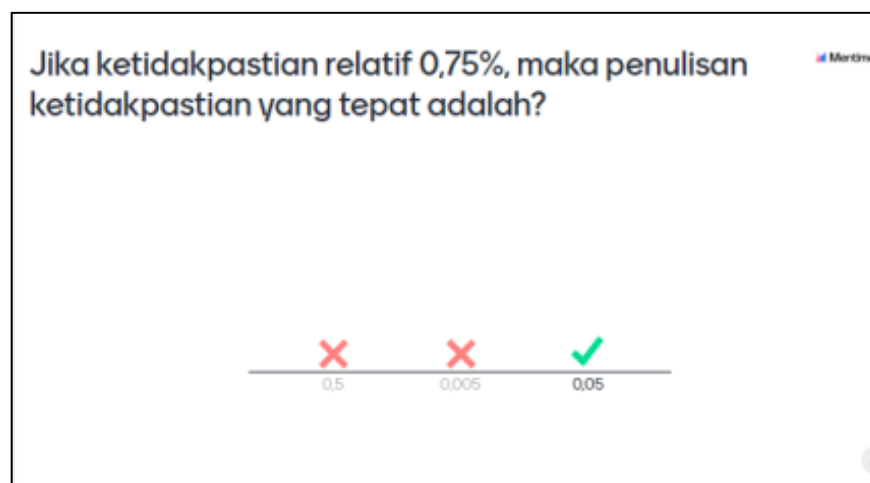 Jika ketidakpastian relatif 0,75%, maka penulisan
ketidakpastian yang tepat adalah?
0,5
0,005
0,05